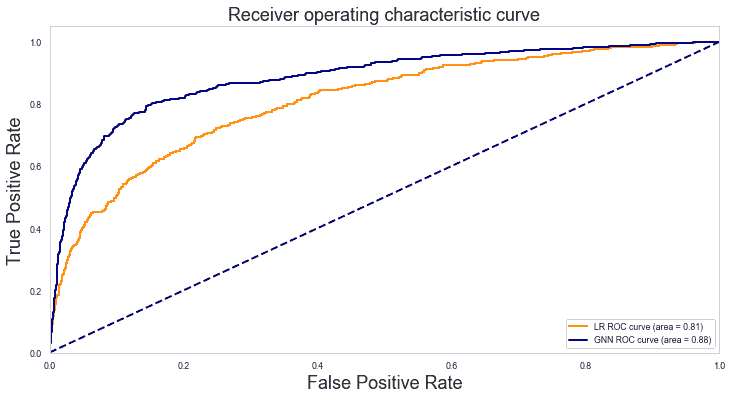 Receiver operating characteristic curve
True Positive Rate
1.0
0.8
0.6
0.4
0.2
0.0
0.0 0.2 0.4 0.6 0.8 1.0
False Positive Rate
LR ROC curve (area = 0.81)
GNN ROC curve (area = 0.88)